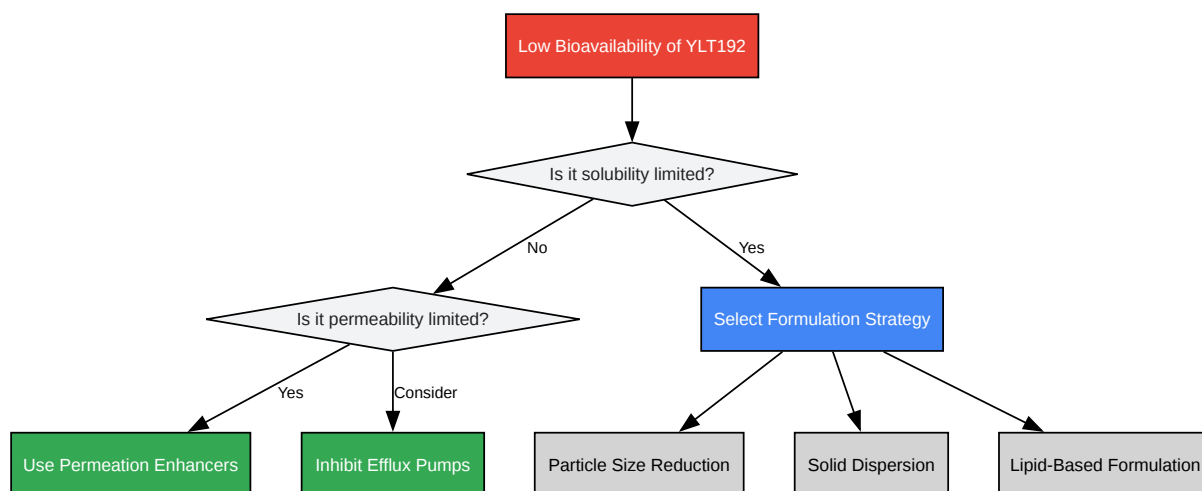 Low Bioavailability of YLT192
Is it solubility limited?
No
Yes
Is it permeability limited?
Select Formulation Strategy
Yes
Consider
Use Permeation Enhancers
Inhibit Efflux Pumps
Particle Size Reduction
Solid Dispersion
Lipid-Based Formulation